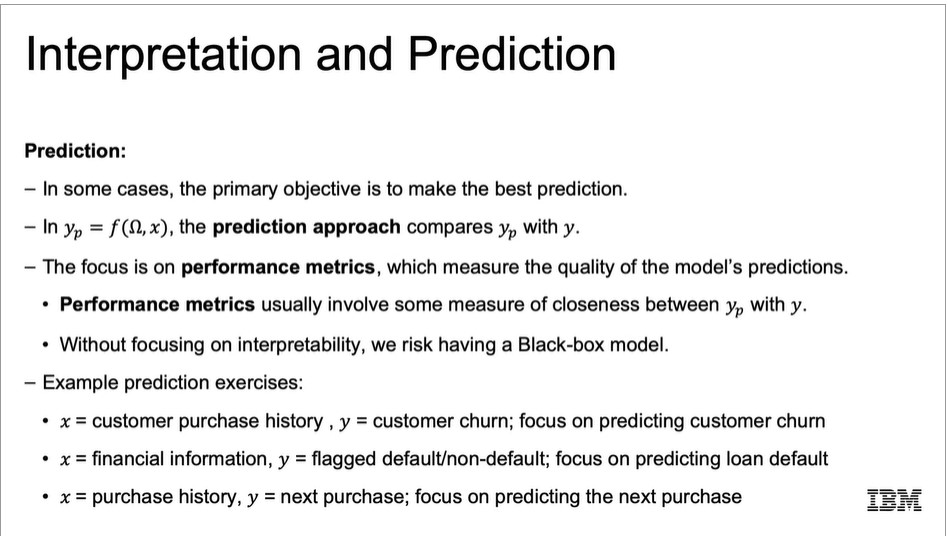 Interpretation and Prediction
Prediction:
– In some cases, the primary objective is to make the best prediction.
– In yₚ = f(Ω, x), the prediction approach compares yₚ with y.
– The focus is on performance metrics, which measure the quality of the model's predictions.
• Performance metrics usually involve some measure of closeness between yₚ with y.
• Without focusing on interpretability, we risk having a Black-box model.
– Example prediction exercises:
• x = customer purchase history , y = customer churn; focus on predicting customer churn
• x = financial information, y = flagged default/non-default; focus on predicting loan default
• x = purchase history, y = next purchase; focus on predicting the next purchase
IBM